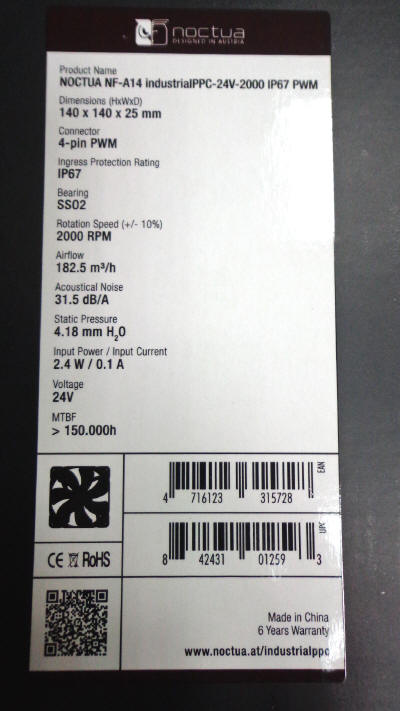 noctua
DESIGNED IN AUSTRIA
Product Name
NOCTUA NF-A14 industrialPPC-24V-2000 IP67 PWM
Dimensions (HxWxD)
140 x 140 x 25 mm
Connector
4-pin PWM
Ingress Protection Rating
IP67
Bearing
SSO2
Rotation Speed (+/- 10%)
2000 RPM
Airflow
182.5 m³/h
Acoustical Noise
31.5 dB/A
Static Pressure
4.18 mm H₂O
Input Power / Input Current
2.4 W / 0.1 A
Voltage
24V
MTBF
> 150.000h
EAN
4 716123 315728
UPC
8 42431 01259 3
CE RoHS
Made in China
6 Years Warranty
www.noctua.at/industrialppc